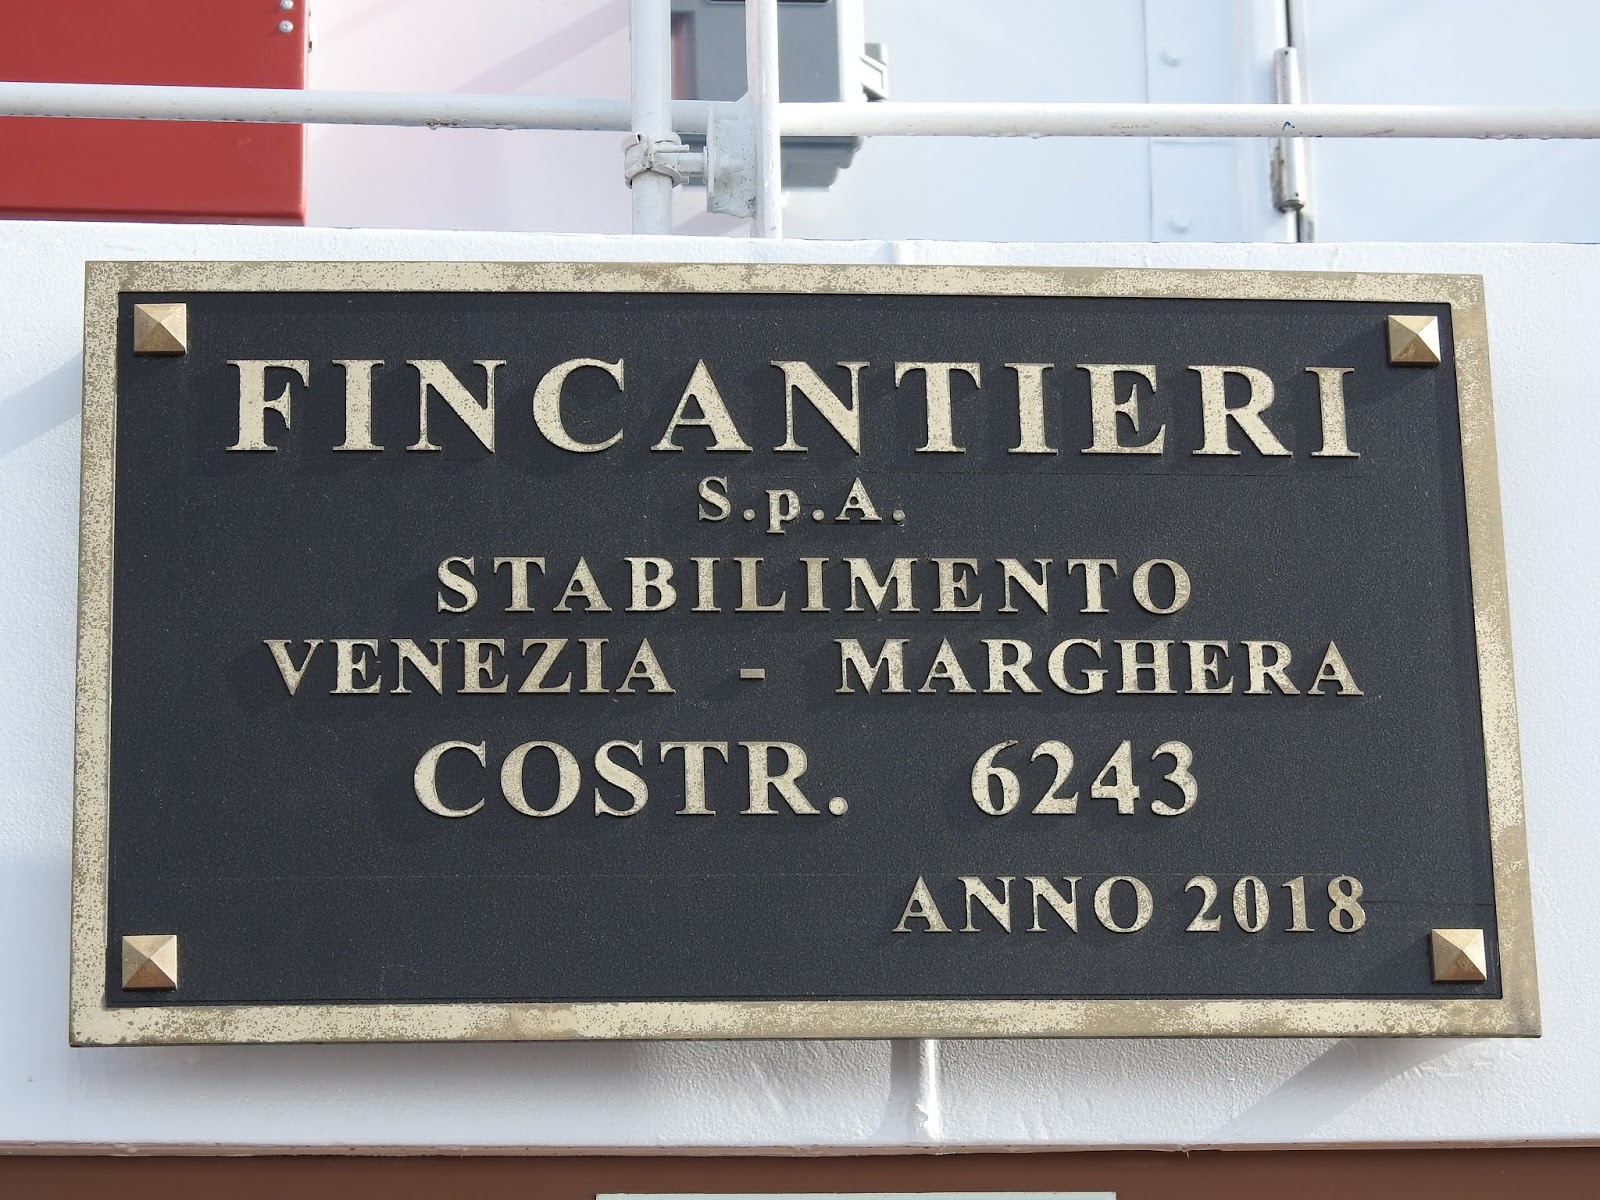 FINCANTIERI
S.p.A.
STABILIMENTO
VENEZIA - MARGHERA
COSTR. 6243
ANNO 2018